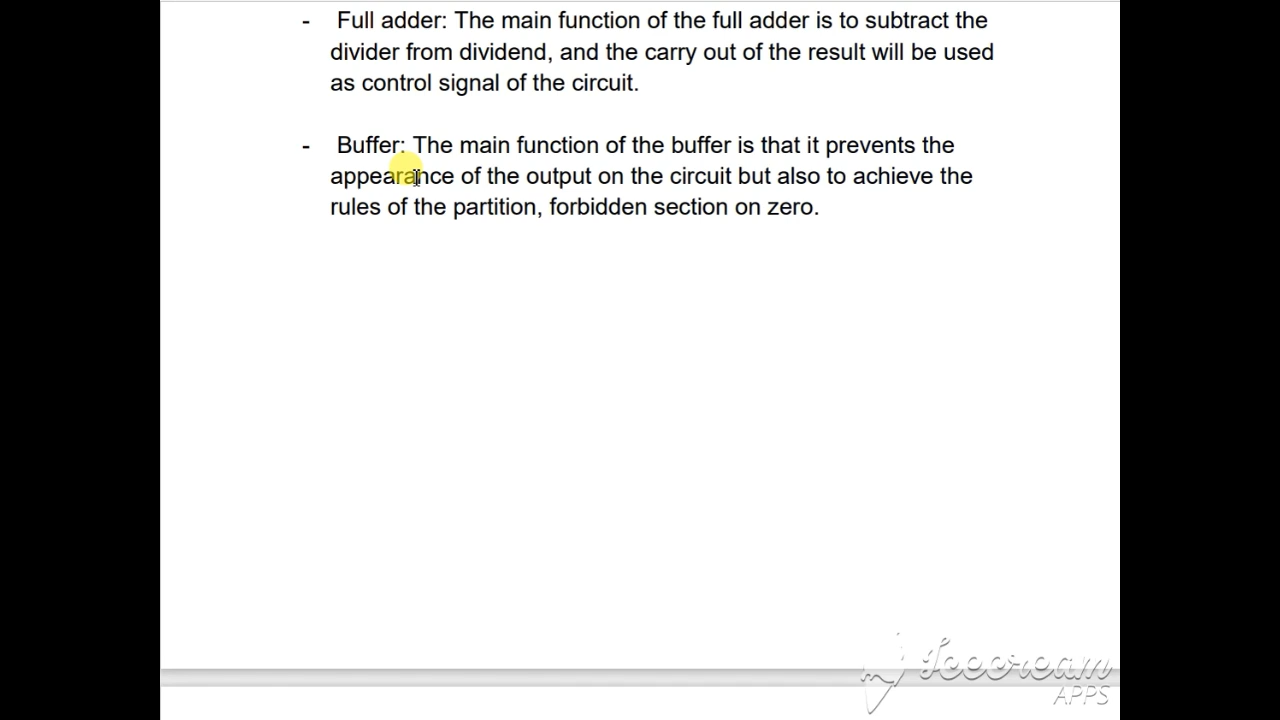 - Full adder: The main function of the full adder is to subtract the
divider from dividend, and the carry out of the result will be used
as control signal of the circuit.
- Buffer: The main function of the buffer is that it prevents the
appearance of the output on the circuit but also to achieve the
rules of the partition, forbidden section on zero.
Icecream
APPS